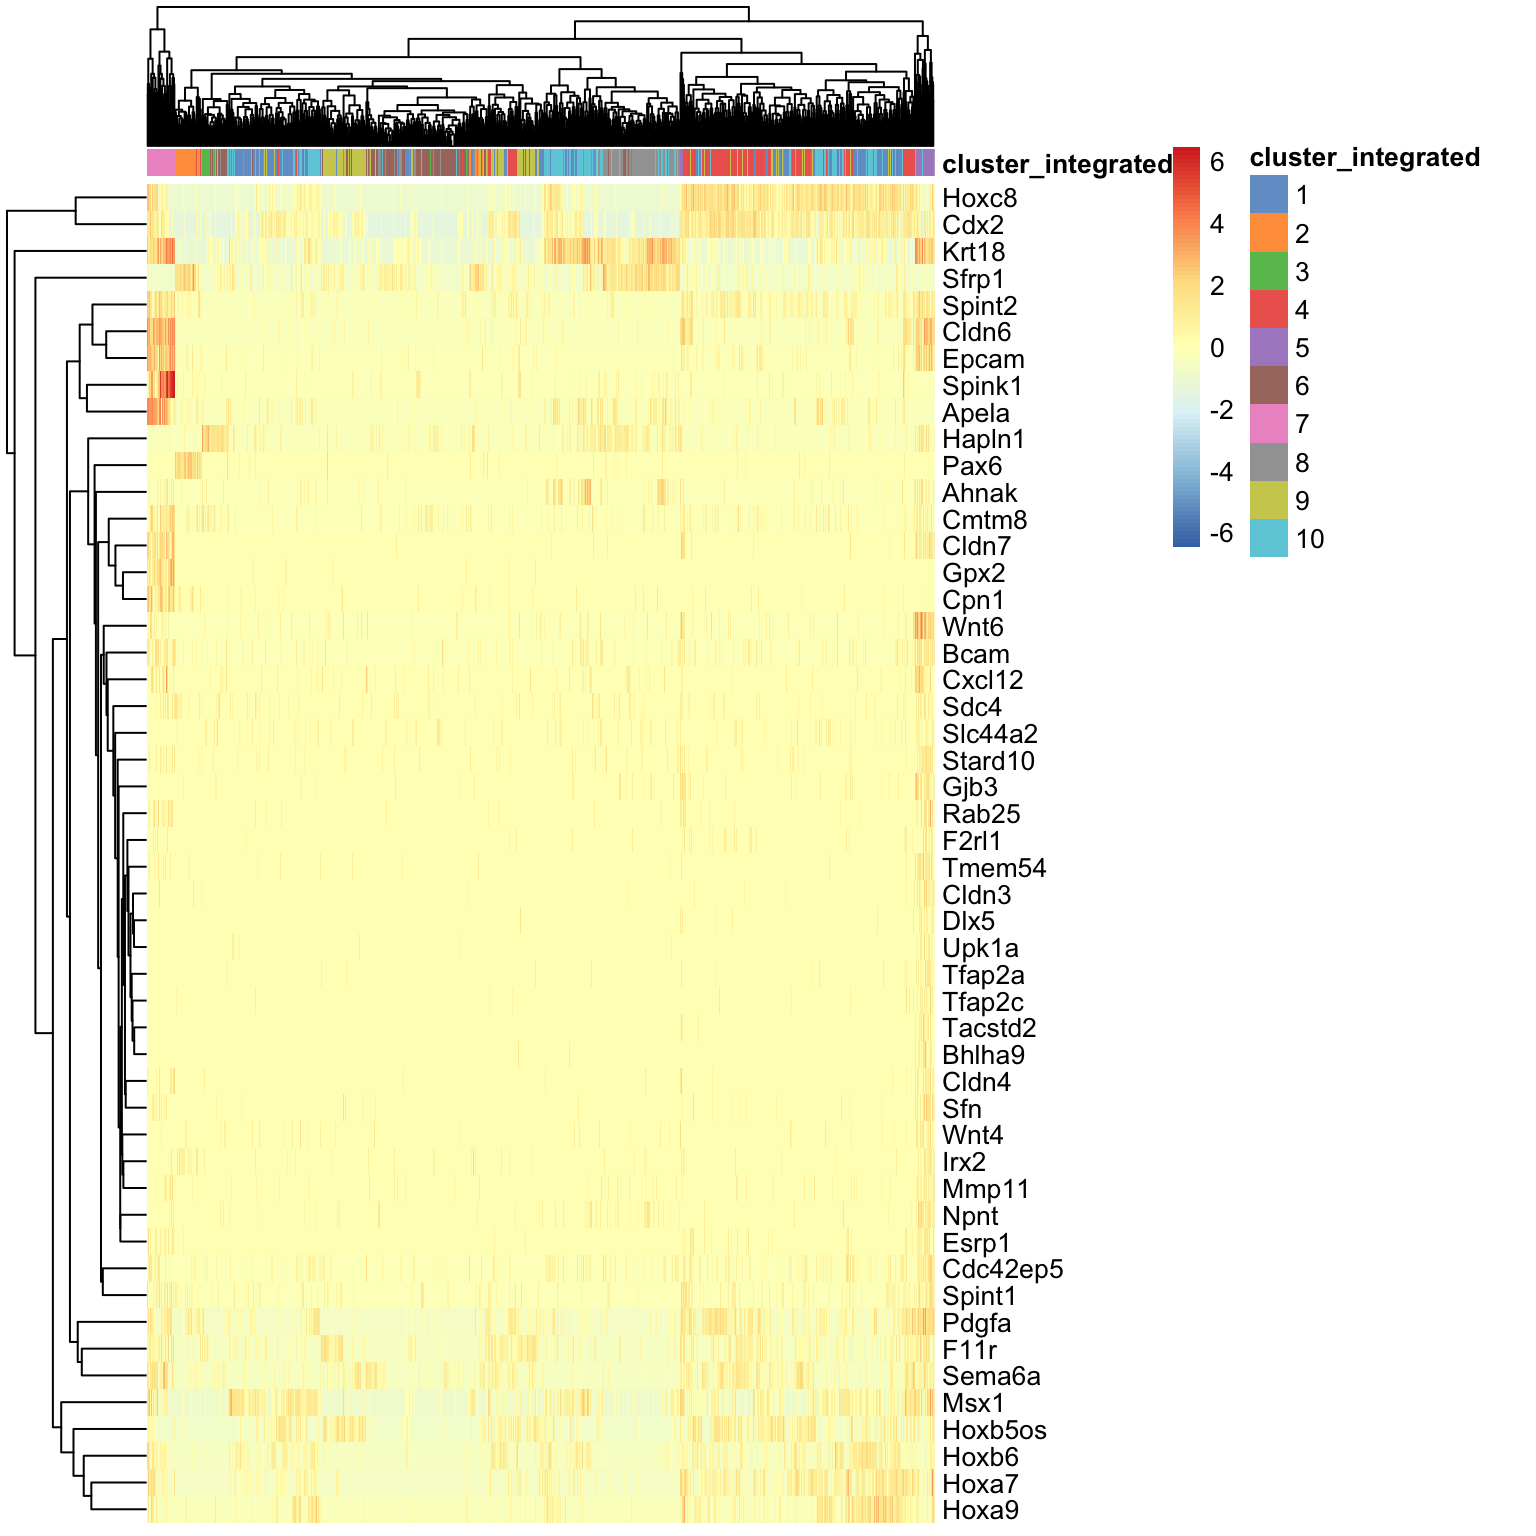 cluster_integrated
Hoxc8
Cdx2
Krt18
Sfrp1
Spint2
Cldn6
Epcam
Spink1
Apela
Hapln1
Pax6
Ahnak
Cmtm8
Cldn7
Gpx2
Cpn1
Wnt6
Bcam
Cxcl12
Sdc4
Slc44a2
Stard10
Gjb3
Rab25
F2rl1
Tmem54
Cldn3
Dlx5
Upk1a
Tfap2a
Tfap2c
Tacstd2
Bhlha9
Cldn4
Sfn
Wnt4
Irx2
Mmp11
Npnt
Esrp1
Cdc42ep5
Spint1
Pdgfa
F11r
Sema6a
Msx1
Hoxb5os
Hoxb6
Hoxa7
Hoxa9
6
4
2
0
-2
-4
-6
cluster_integrated
1
2
3
4
5
6
7
8
9
10